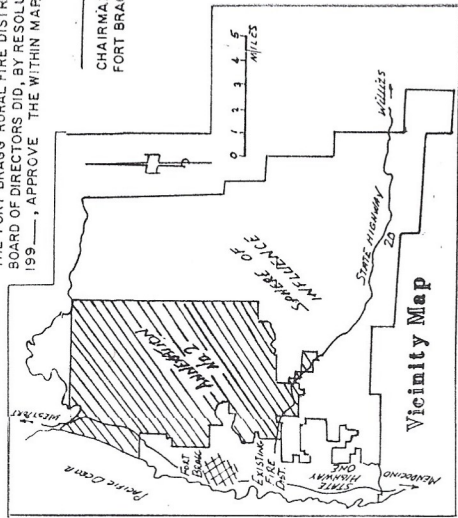 THE FORT BRAGG RURAL FIRE DISTR
BOARD OF DIRECTORS DID, BY RESOLU
199__, APPROVE THE WITHIN MAP,
CHAIRMA
FORT BRAG
0 1 2 3 4 5
MILES
WESTPORT
PACIFIC OCEAN
ANNEXATION
No. 2
SPHERE OF
INFLUENCE
FORT
BRAGG
EXISTING
FIRE
DIST.
STATE
HIGHWAY
ONE
MENDOCINO
STATE HIGHWAY
20
WILLITS
Vicinity Map